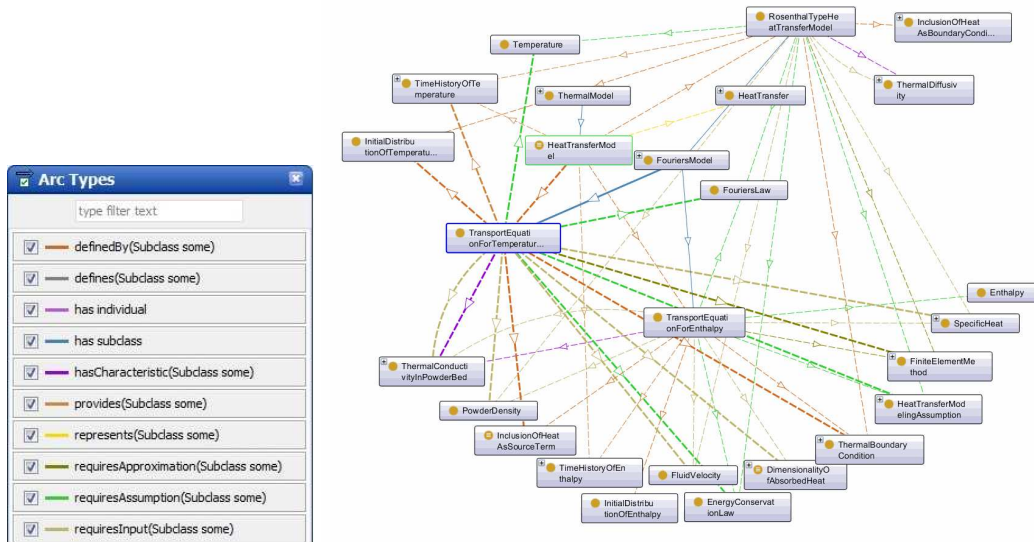 Arc Types
type filter text
definedBy(Subclass some)
defines(Subclass some)
has individual
has subclass
hasCharacteristic(Subclass some)
provides(Subclass some)
represents(Subclass some)
requiresApproximation(Subclass some)
requiresAssumption(Subclass some)
requiresInput(Subclass some)
RosenthalTypeHe
atTransferModel
InclusionOfHeat
AsBoundaryCondi...
Temperature
TimeHistoryOfTe
mperature
ThermalModel
HeatTransfer
ThermalDiffusiv
ity
InitialDistribu
tionOfTemperatu...
HeatTransferMod
el
FouriersModel
FouriersLaw
TransportEquati
onForTemperatur...
Enthalpy
TransportEquati
onForEnthalpy
SpecificHeat
ThermalConducti
vityInPowderBed
FiniteElementMe
thod
PowderDensity
HeatTransferMod
elingAssumption
InclusionOfHeat
AsSourceTerm
ThermalBoundary
Condition
TimeHistoryOfEn
thalpy
FluidVelocity
DimensionalityO
fAbsorbedHeat
InitialDistribu
tionOfEnthalpy
EnergyConservat
ionLaw